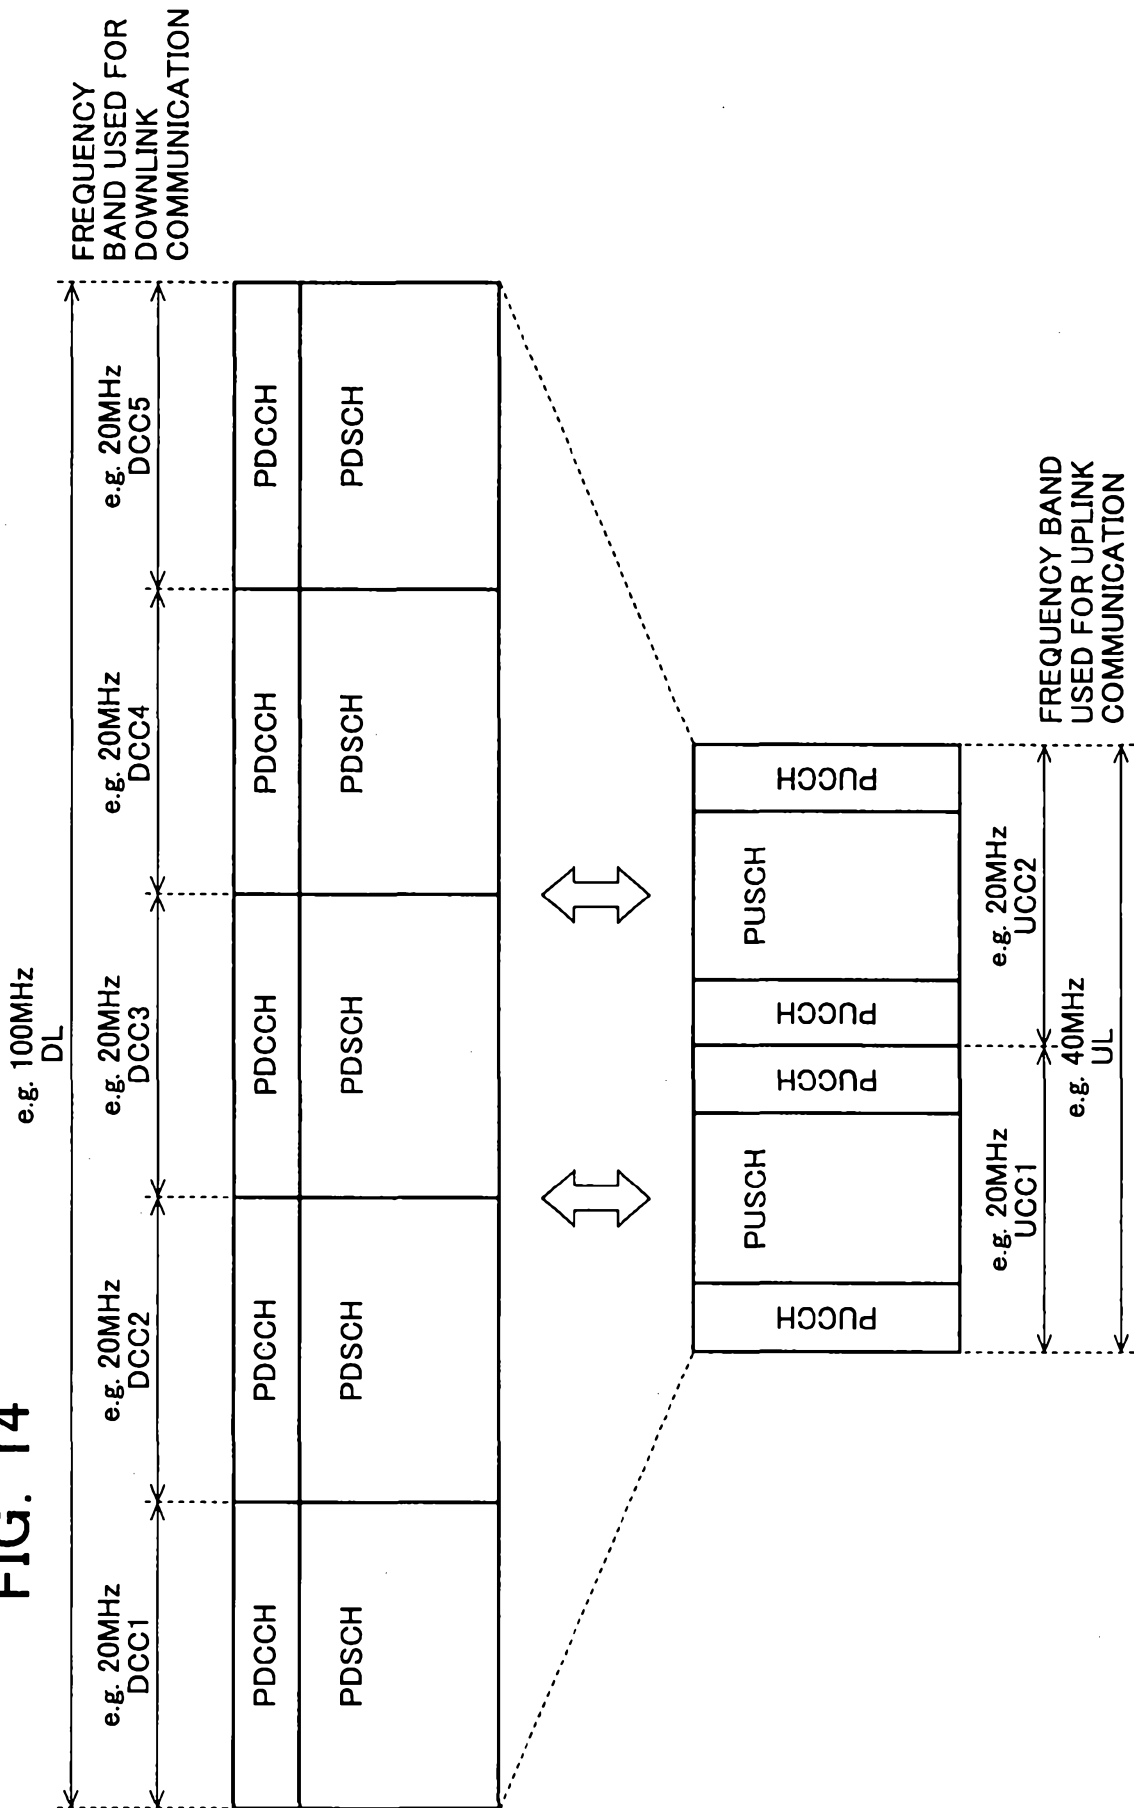 FIG. 14
e.g. 100MHz
DL
FREQUENCY
BAND USED FOR
DOWNLINK
COMMUNICATION
e.g. 20MHz
DCC1
e.g. 20MHz
DCC2
e.g. 20MHz
DCC3
e.g. 20MHz
DCC4
e.g. 20MHz
DCC5
PDCCH
PDCCH
PDCCH
PDCCH
PDCCH
PDSCH
PDSCH
PDSCH
PDSCH
PDSCH
PUCCH
PUSCH
PUCCH
PUCCH
PUSCH
PUCCH
e.g. 20MHz
UCC1
e.g. 20MHz
UCC2
e.g. 40MHz
UL
FREQUENCY BAND
USED FOR UPLINK
COMMUNICATION